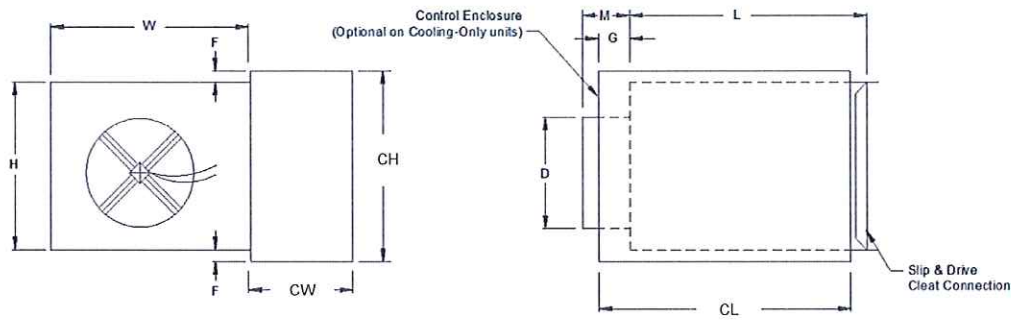 W
F
H
CH
F
CW
Control Enclosure
(Optional on Cooling-Only units)
M
L
G
D
Slip & Drive
Cleat Connection
CL